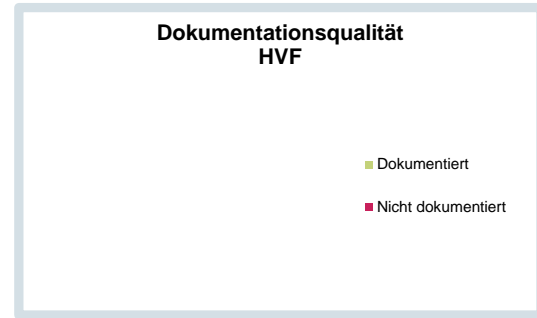 Dokumentationsqualität
HVF
Dokumentiert
Nicht dokumentiert